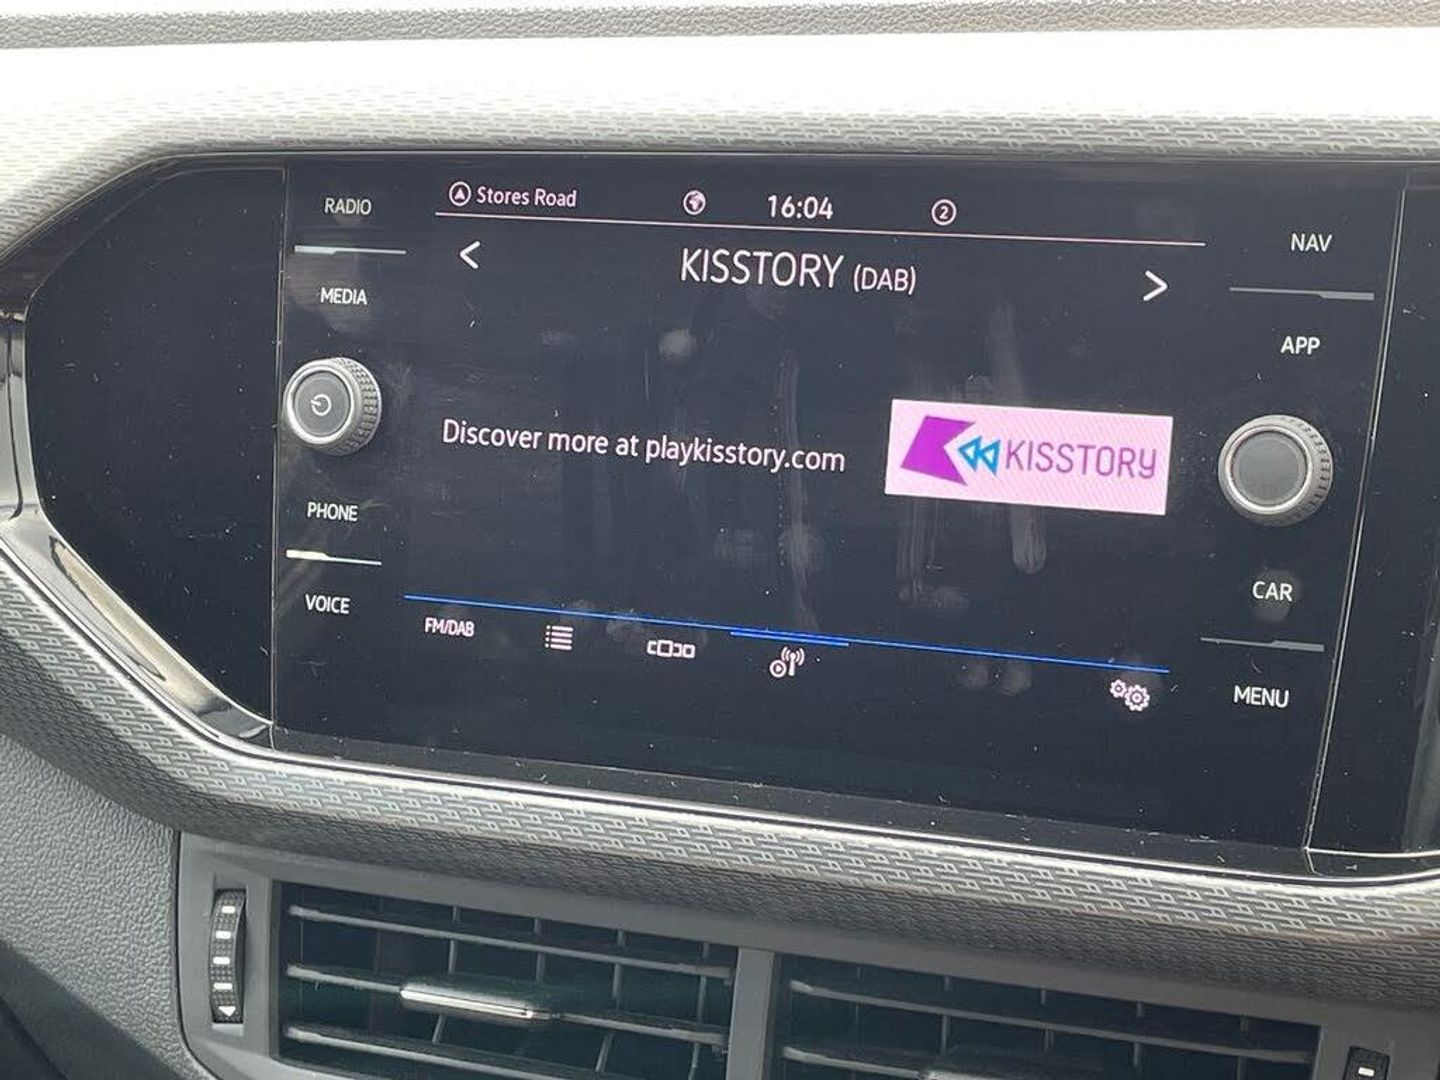 RADIO
MEDIA
PHONE
VOICE
Stores Road
16:04
2
KISSTORY (DAB)
Discover more at playkisstory.com
KISSTORY
FM/DAB
NAV
APP
CAR
MENU